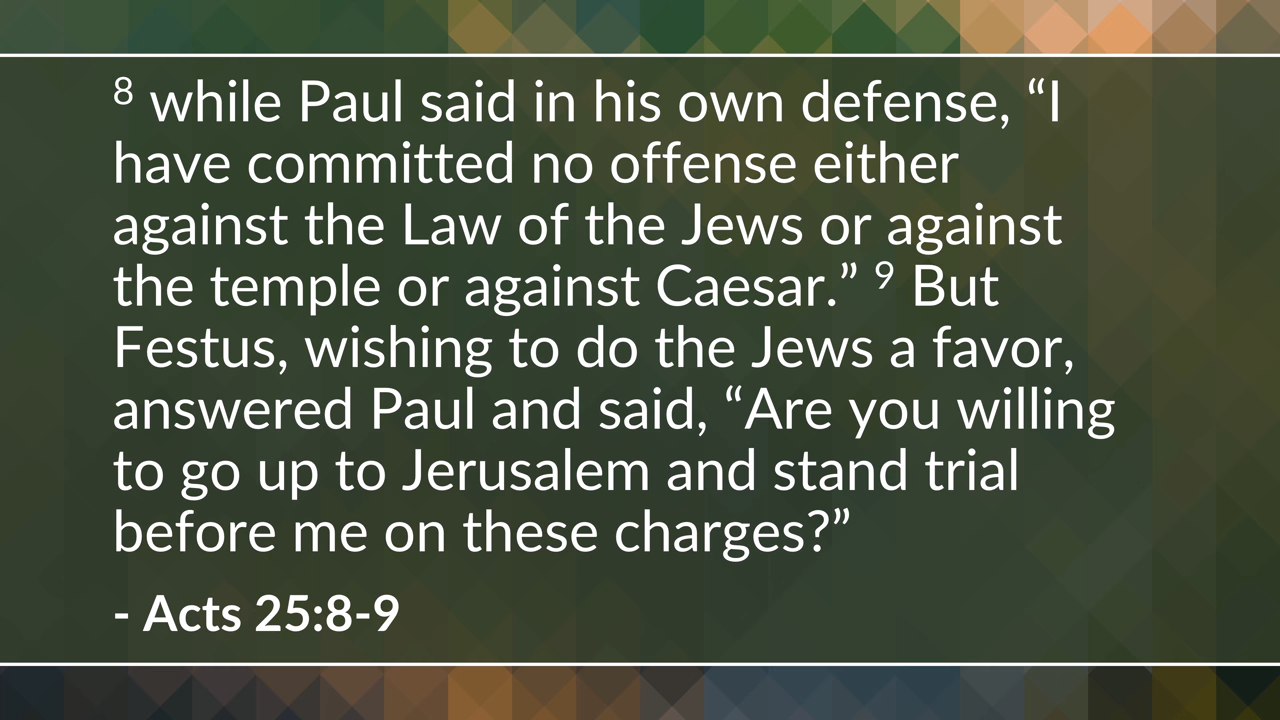 8 while Paul said in his own defense, “I
have committed no offense either
against the Law of the Jews or against
the temple or against Caesar.” 9 But
Festus, wishing to do the Jews a favor,
answered Paul and said, “Are you willing
to go up to Jerusalem and stand trial
before me on these charges?”
- Acts 25:8-9